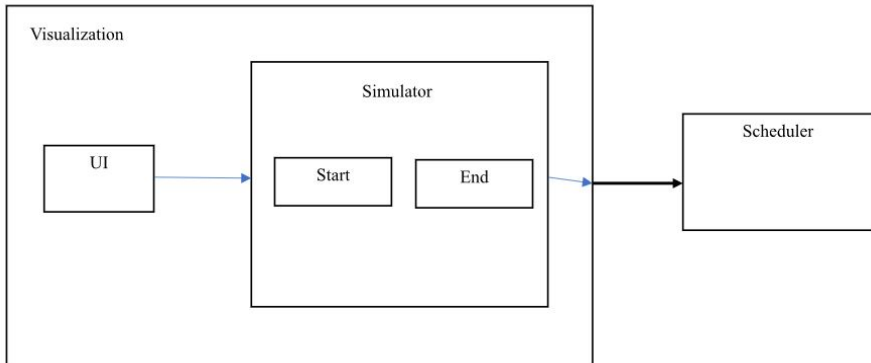 Visualization
Simulator
Scheduler
UI
Start
End